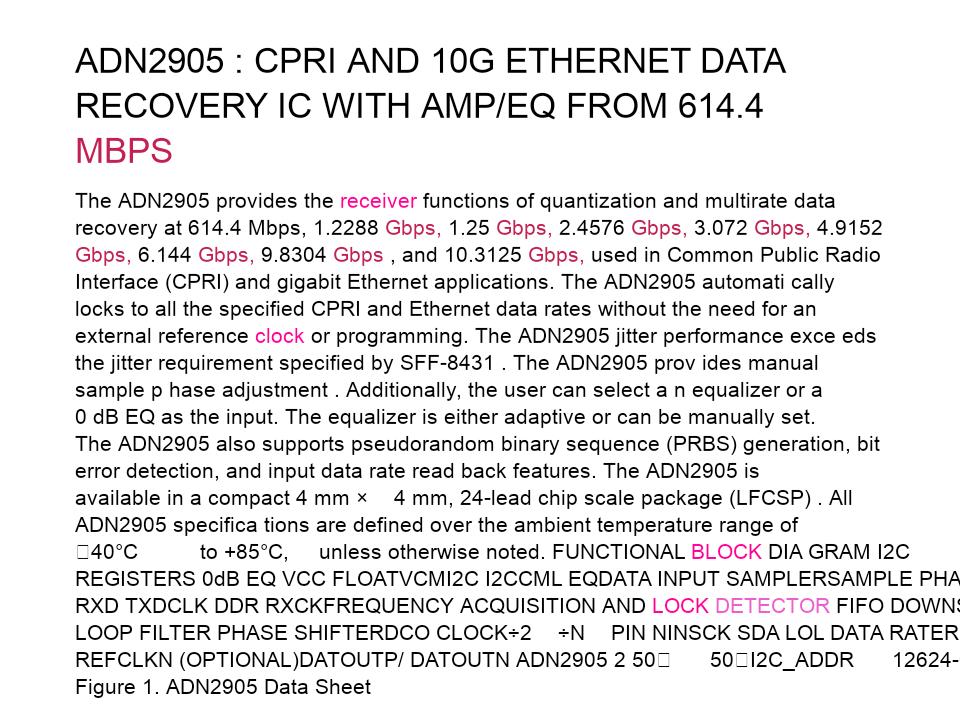 ADN2905 : CPRI AND 10G ETHERNET DATA
RECOVERY IC WITH AMP/EQ FROM 614.4
MBPS
The ADN2905 provides the receiver functions of quantization and multirate data
recovery at 614.4 Mbps, 1.2288 Gbps, 1.25 Gbps, 2.4576 Gbps, 3.072 Gbps, 4.9152
Gbps, 6.144 Gbps, 9.8304 Gbps , and 10.3125 Gbps, used in Common Public Radio
Interface (CPRI) and gigabit Ethernet applications. The ADN2905 automati cally
locks to all the specified CPRI and Ethernet data rates without the need for an
external reference clock or programming. The ADN2905 jitter performance exce eds
the jitter requirement specified by SFF-8431 . The ADN2905 prov ides manual
sample p hase adjustment . Additionally, the user can select a n equalizer or a
0 dB EQ as the input. The equalizer is either adaptive or can be manually set.
The ADN2905 also supports pseudorandom binary sequence (PRBS) generation, bit
error detection, and input data rate read back features. The ADN2905 is
available in a compact 4 mm × 4 mm, 24-lead chip scale package (LFCSP) . All
ADN2905 specifica tions are defined over the ambient temperature range of
40°C to +85°C, unless otherwise noted. FUNCTIONAL BLOCK DIA GRAM I2C
REGISTERS 0dB EQ VCC FLOATVCMI2C I2CCML EQDATA INPUT SAMPLERSAMPLE PHA
RXD TXDCLK DDR RXCKFREQUENCY ACQUISITION AND LOCK DETECTOR FIFO DOWNS
LOOP FILTER PHASE SHIFTERDCO CLOCK÷2 ÷N PIN NINSCK SDA LOL DATA RATER
REFCLKN (OPTIONAL)DATOUTP/ DATOUTN ADN2905 2 50 50I2C_ADDR 12624-
Figure 1. ADN2905 Data Sheet